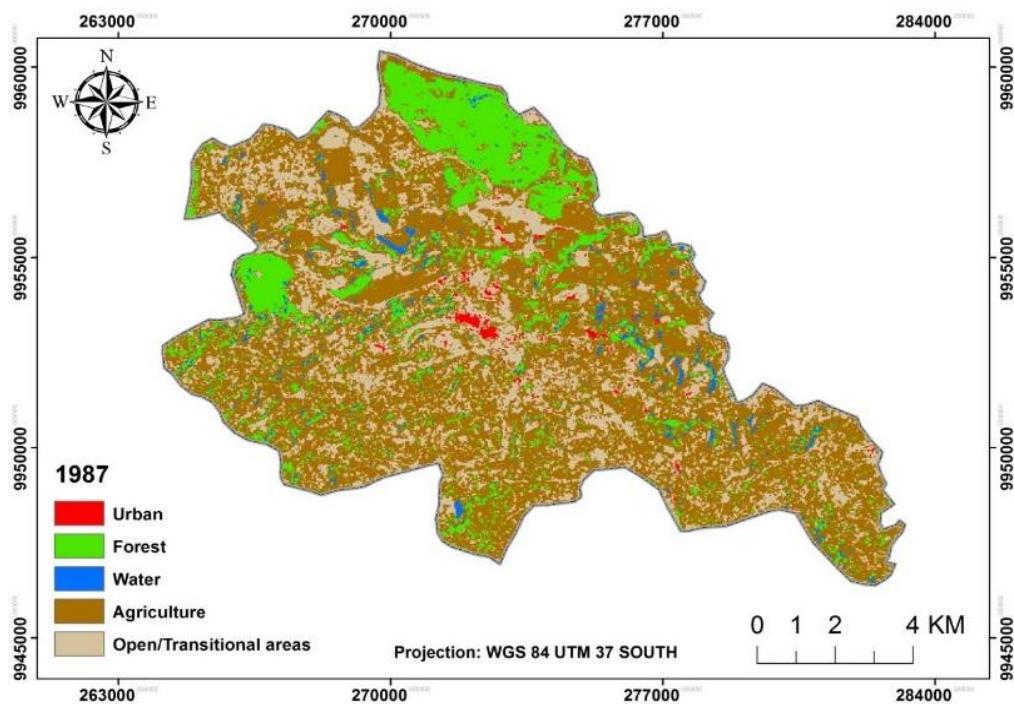 263000 270000 277000 284000
N
W E
S
9960000 9960000
9955000 9955000
9950000 9950000
9945000 9945000
1987
Urban
Forest
Water
Agriculture
Open/Transitional areas
Projection: WGS 84 UTM 37 SOUTH
0 1 2 4 KM
263000 270000 277000 284000